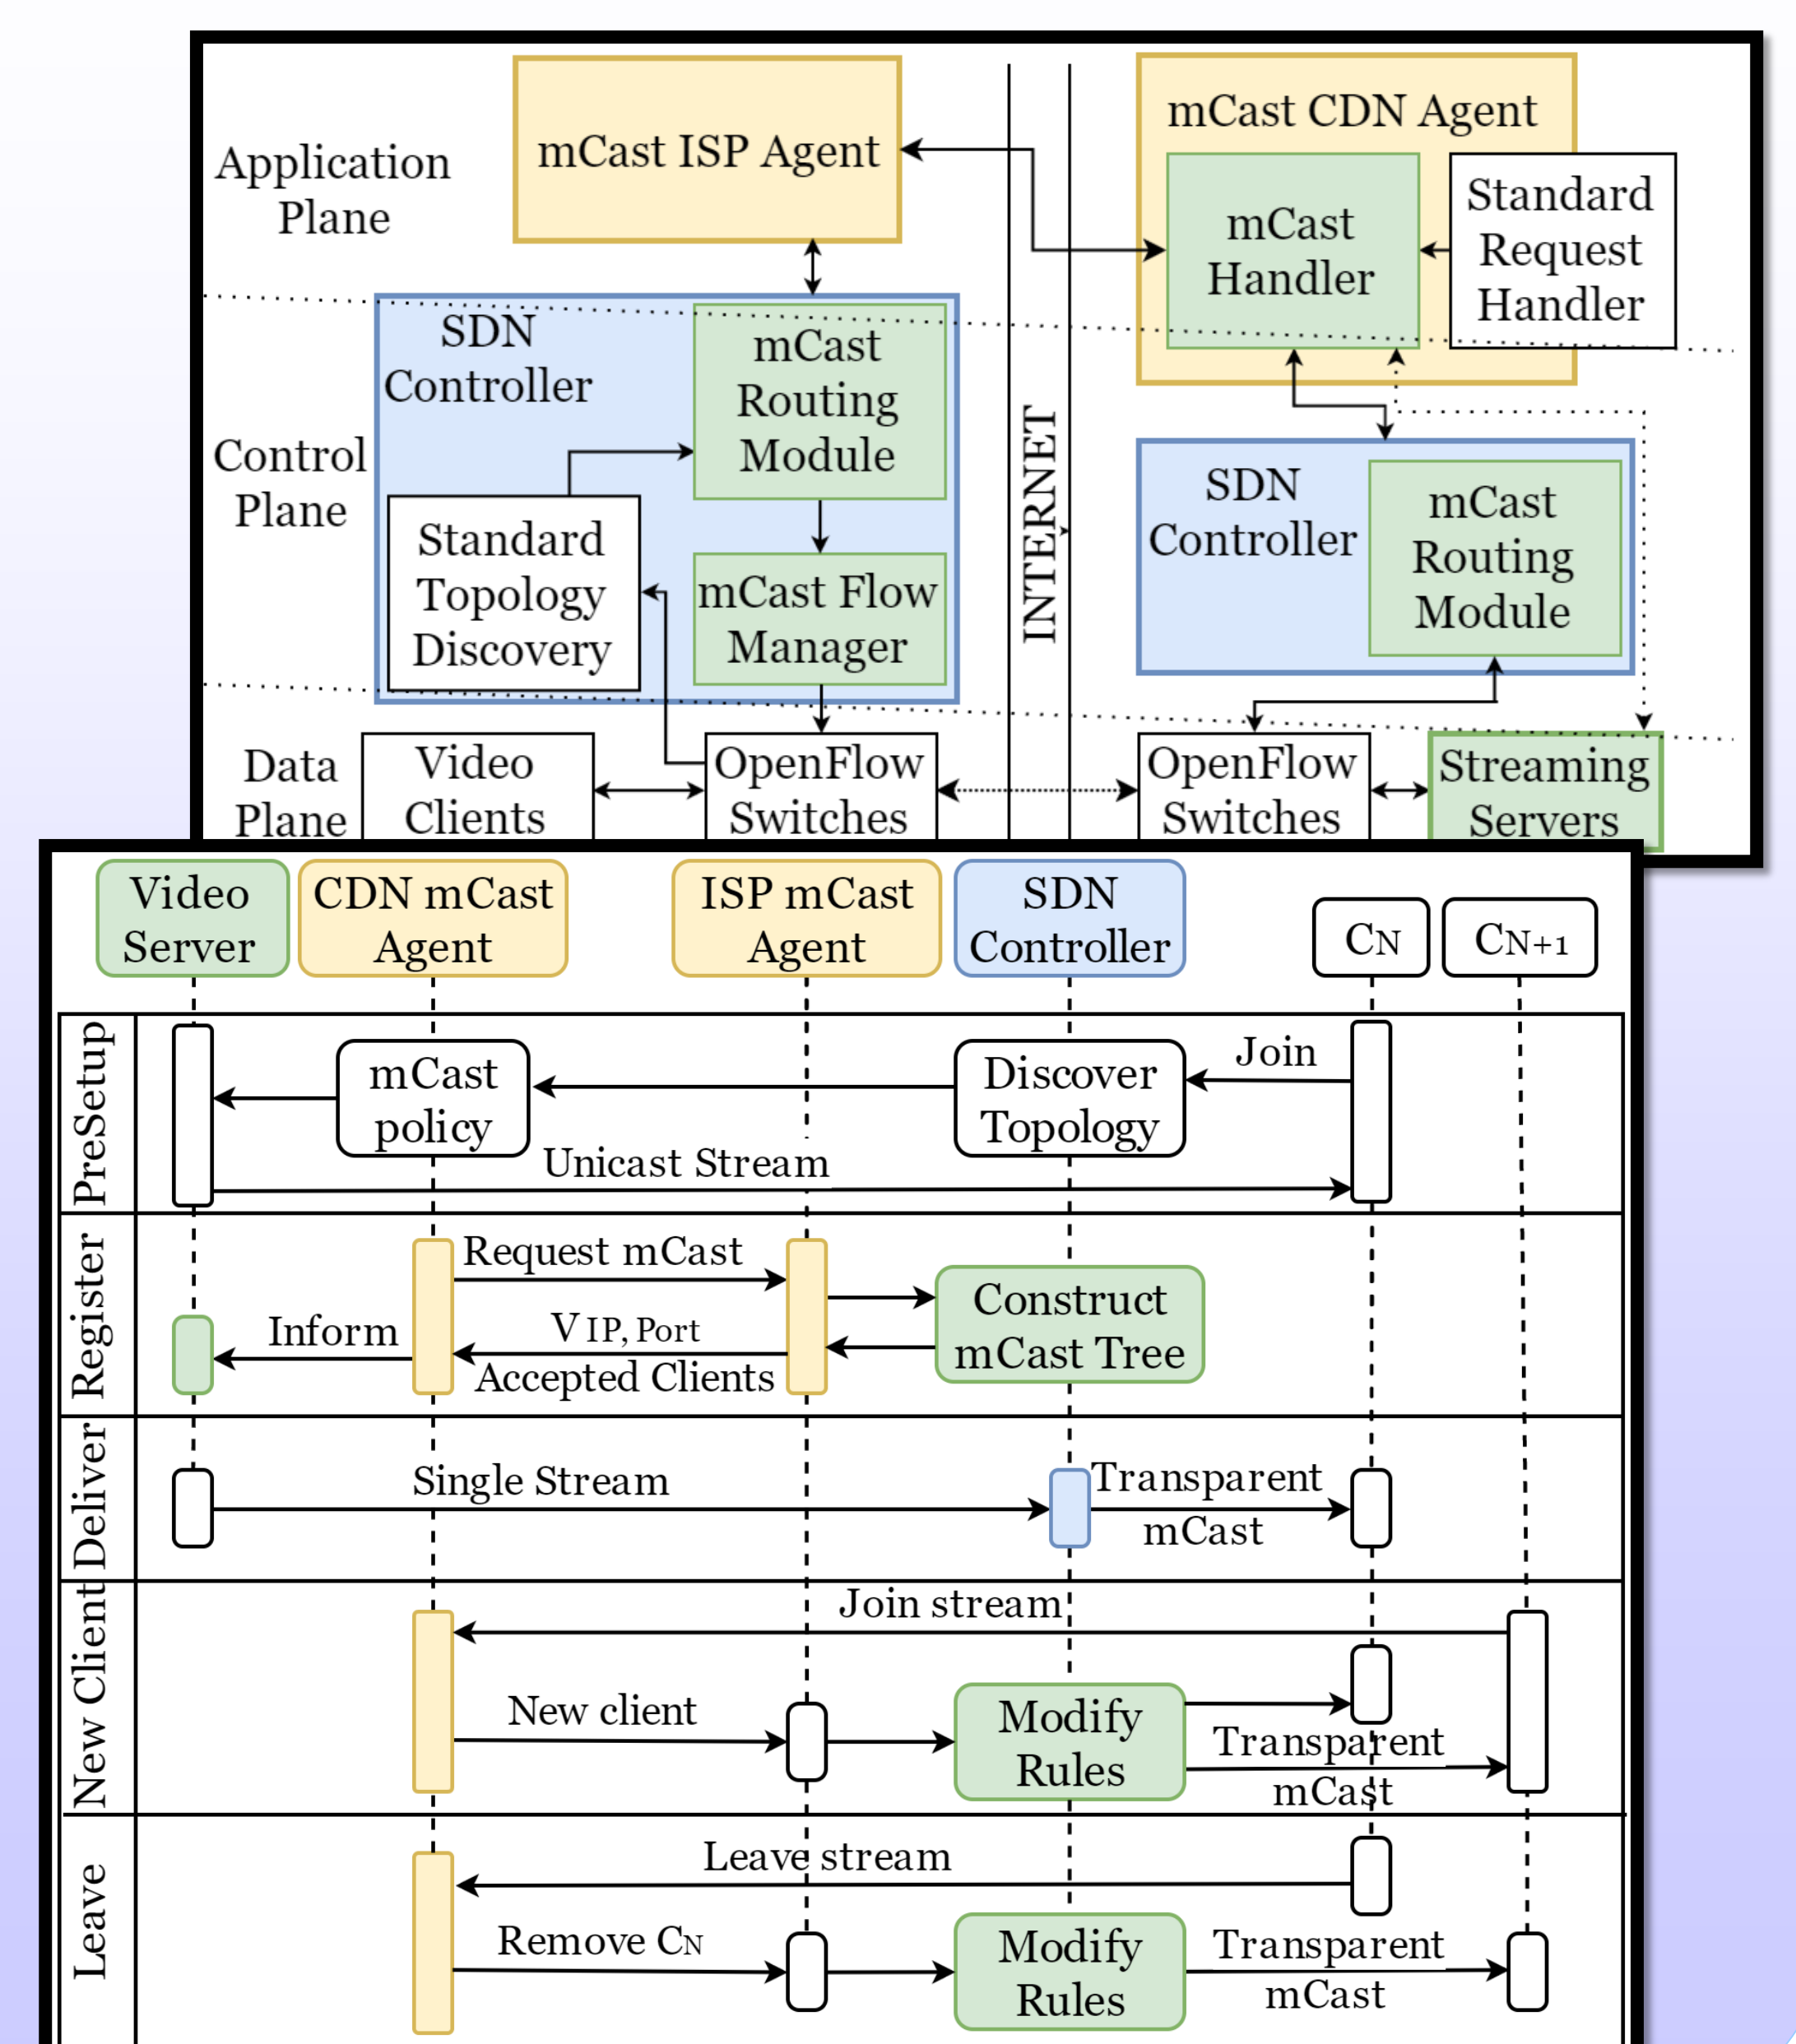 Application
Plane
mCast ISP Agent
mCast CDN Agent
mCast
Handler
Standard
Request
Handler
Control
Plane
SDN
Controller
mCast
Routing
Module
Standard
Topology
Discovery
mCast Flow
Manager
INTERNET
SDN
Controller
mCast
Routing
Module
Data
Plane
Video
Clients
OpenFlow
Switches
OpenFlow
Switches
Streaming
Servers
Video
Server
CDN mCast
Agent
ISP mCast
Agent
SDN
Controller
CN
CN+1
PreSetup
mCast
policy
Discover
Topology
Join
Unicast Stream
Register
Request mCast
Construct
mCast Tree
Inform
V IP, Port
Accepted Clients
Deliver
Single Stream
Transparent
mCast
New Client
Join stream
New client
Modify
Rules
Transparent
mCast
Leave
Leave stream
Remove CN
Modify
Rules
Transparent
mCast